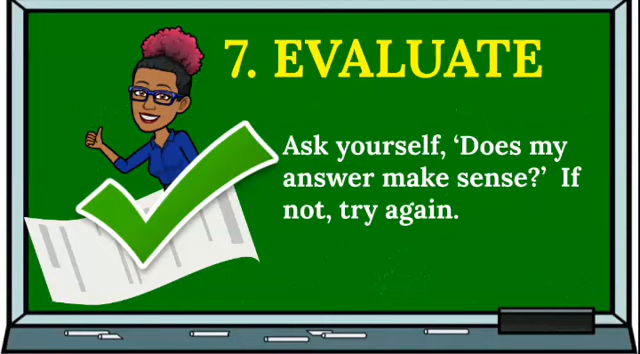 7. EVALUATE
Ask yourself, ‘Does my
answer make sense?’ If
not, try again.